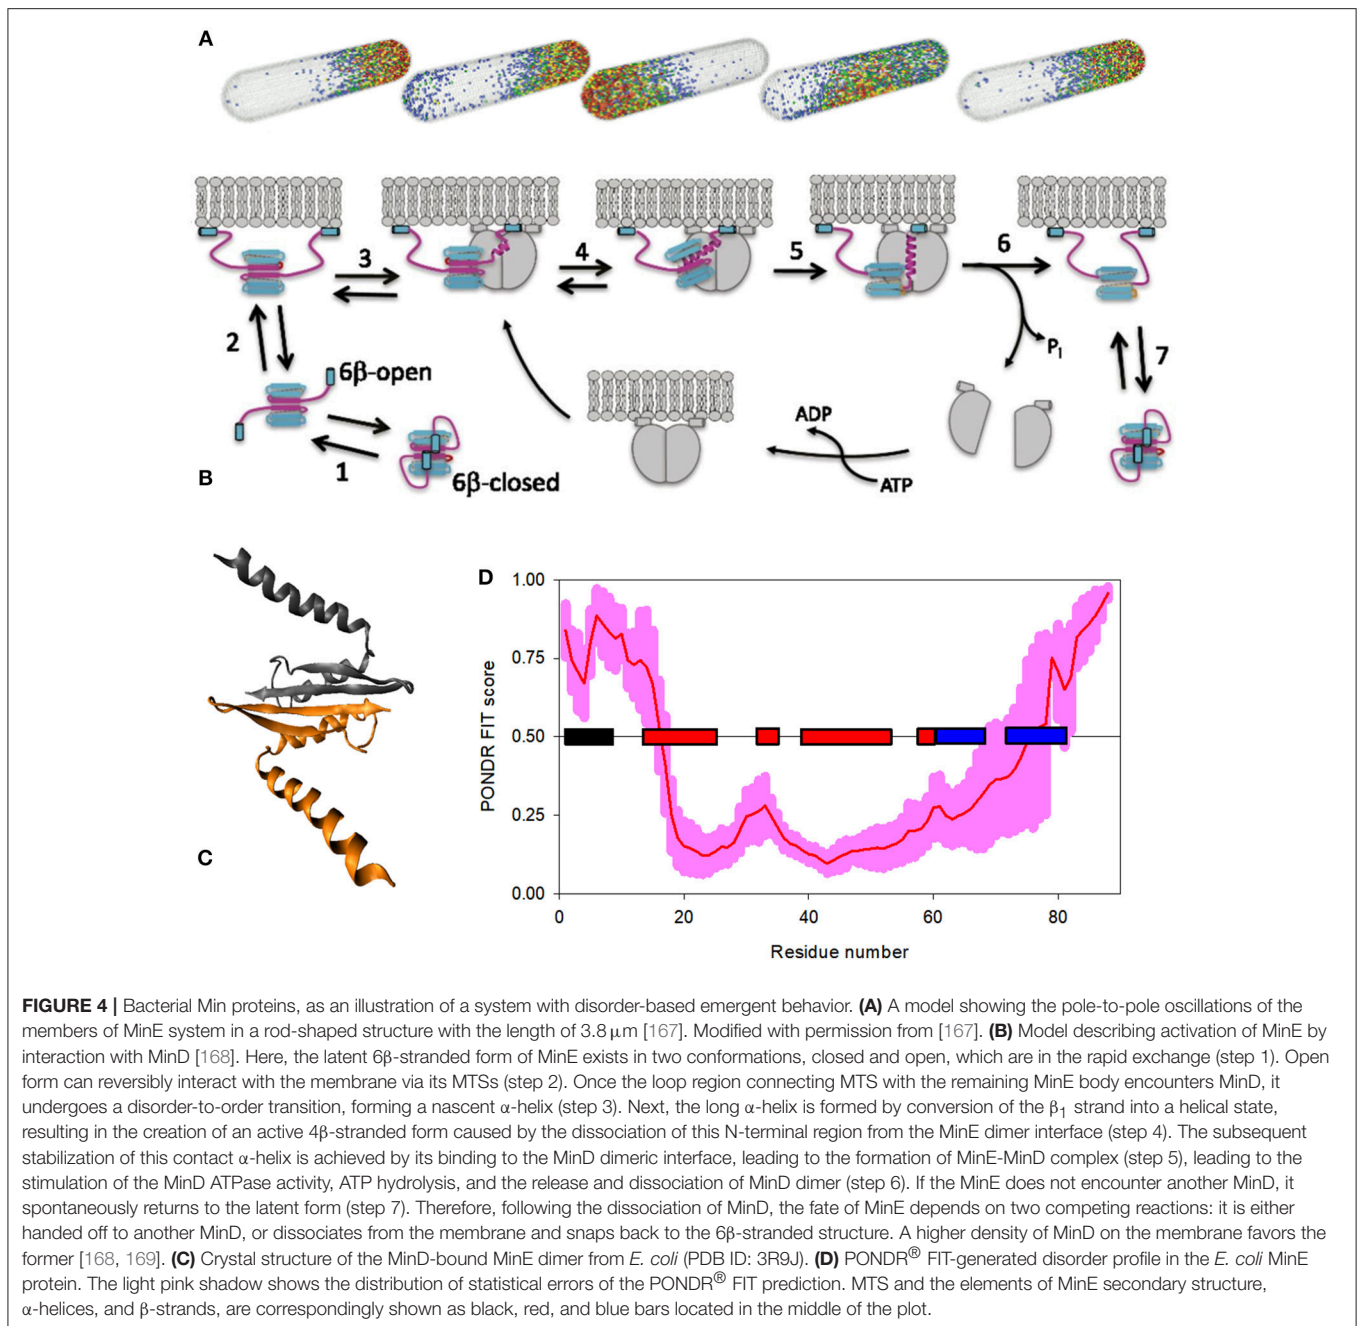 A
3
4
5
6
2
6β-open
Pi
7
ADP
1
6β-closed
ATP
B
C
D
1.00
0.75
0.50
0.25
0.00
PONDR FIT score
0
20
40
60
80
Residue number
FIGURE 4 | Bacterial Min proteins, as an illustration of a system with disorder-based emergent behavior. (A) A model showing the pole-to-pole oscillations of the
members of MinE system in a rod-shaped structure with the length of 3.8 μm [167]. Modified with permission from [167]. (B) Model describing activation of MinE by
interaction with MinD [168]. Here, the latent 6β-stranded form of MinE exists in two conformations, closed and open, which are in the rapid exchange (step 1). Open
form can reversibly interact with the membrane via its MTSs (step 2). Once the loop region connecting MTS with the remaining MinE body encounters MinD, it
undergoes a disorder-to-order transition, forming a nascent α-helix (step 3). Next, the long α-helix is formed by conversion of the β1 strand into a helical state,
resulting in the creation of an active 4β-stranded form caused by the dissociation of this N-terminal region from the MinE dimer interface (step 4). The subsequent
stabilization of this contact α-helix is achieved by its binding to the MinD dimeric interface, leading to the formation of MinE-MinD complex (step 5), leading to the
stimulation of the MinD ATPase activity, ATP hydrolysis, and the release and dissociation of MinD dimer (step 6). If the MinE does not encounter another MinD, it
spontaneously returns to the latent form (step 7). Therefore, following the dissociation of MinD, the fate of MinE depends on two competing reactions: it is either
handed off to another MinD, or dissociates from the membrane and snaps back to the 6β-stranded structure. A higher density of MinD on the membrane favors the
former [168, 169]. (C) Crystal structure of the MinD-bound MinE dimer from E. coli (PDB ID: 3R9J). (D) PONDR® FIT-generated disorder profile in the E. coli MinE
protein. The light pink shadow shows the distribution of statistical errors of the PONDR® FIT prediction. MTS and the elements of MinE secondary structure,
α-helices, and β-strands, are correspondingly shown as black, red, and blue bars located in the middle of the plot.